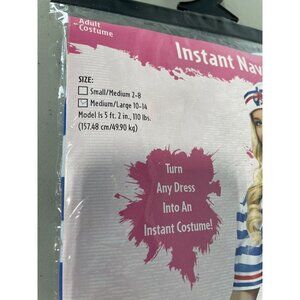 Adult
Costume
Instant Nav
SIZE:
Small/Medium 2-8
Medium/Large 10-14
Model Is 5 ft. 2 in., 110 lbs.
(157.48 cm/49.90 kg)
Turn
Any Dress
Into An
Instant Costume!